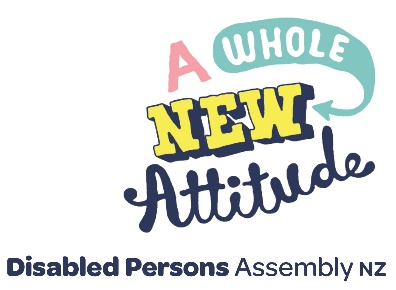 A WHOLE
NEW
Attitude
Disabled Persons Assembly NZ